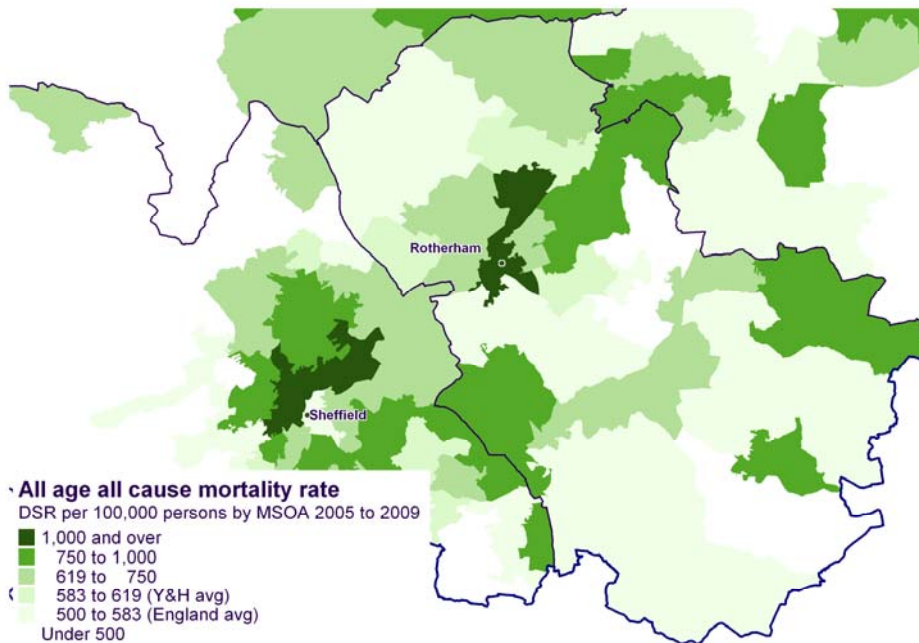 Rotherham
Sheffield
All age all cause mortality rate
DSR per 100,000 persons by MSOA 2005 to 2009
1,000 and over
750 to 1,000
619 to 750
583 to 619 (Y&H avg)
500 to 583 (England avg)
Under 500